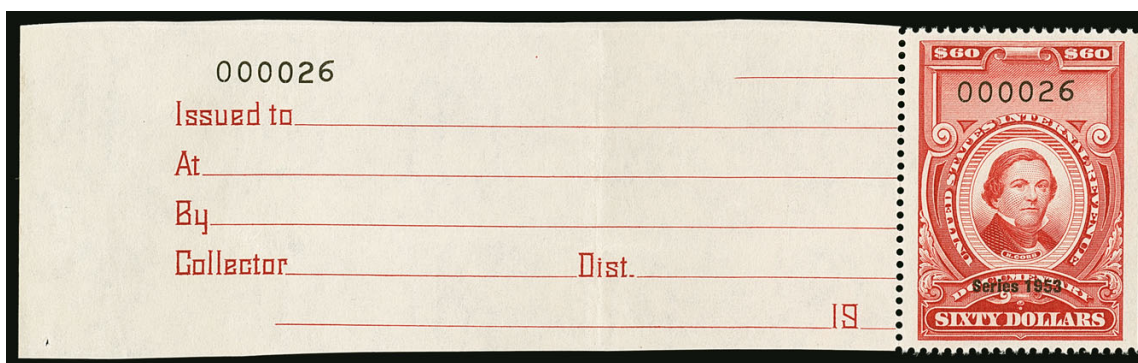 000026
Issued to
At
By
Collector Dist.
19
$60 $60
000026
UNITED STATES INTERNAL REVENUE
H. COBB
DOCUMENTARY
Series 1953
SIXTY DOLLARS